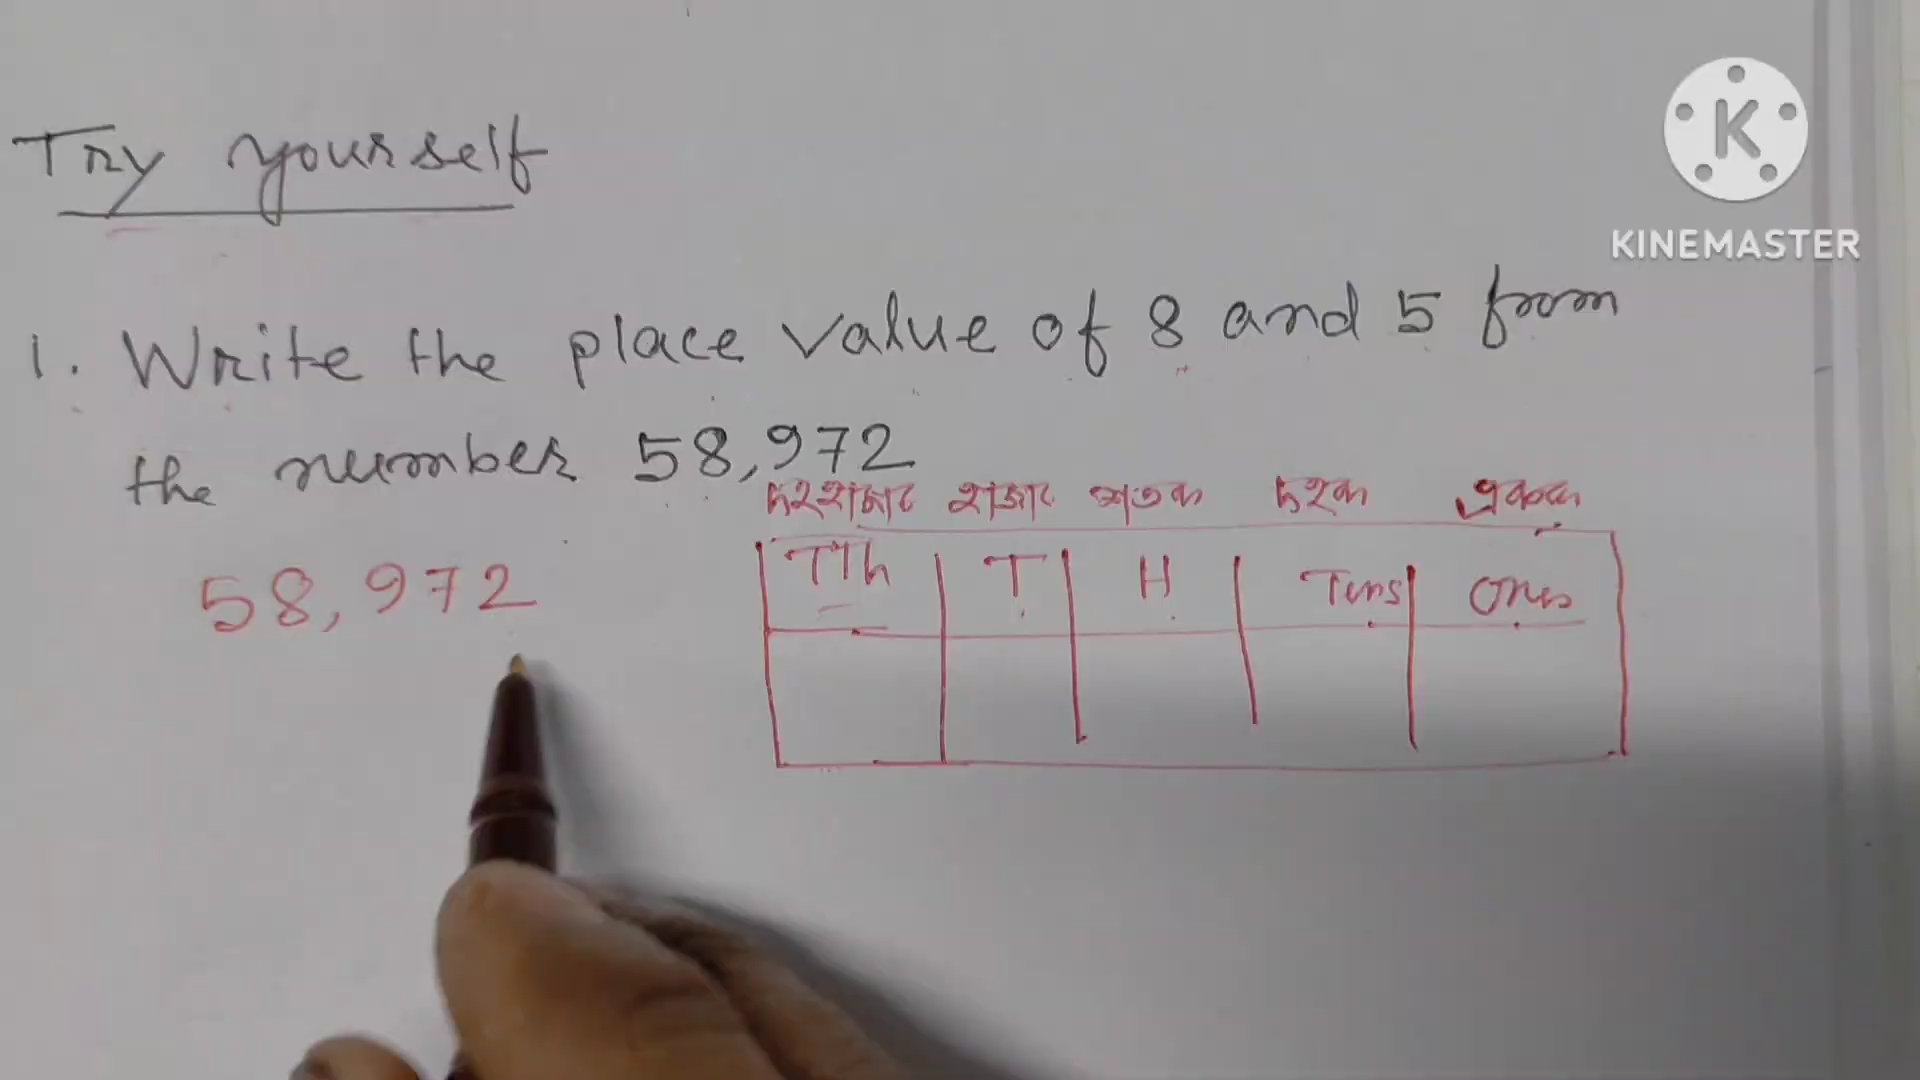 Try yourself
K
KINEMASTER
1. Write the place value of 8 and 5 from
the number 58,972
হাজার শতক দশক একক
58,972
TTh T H Tens Ones